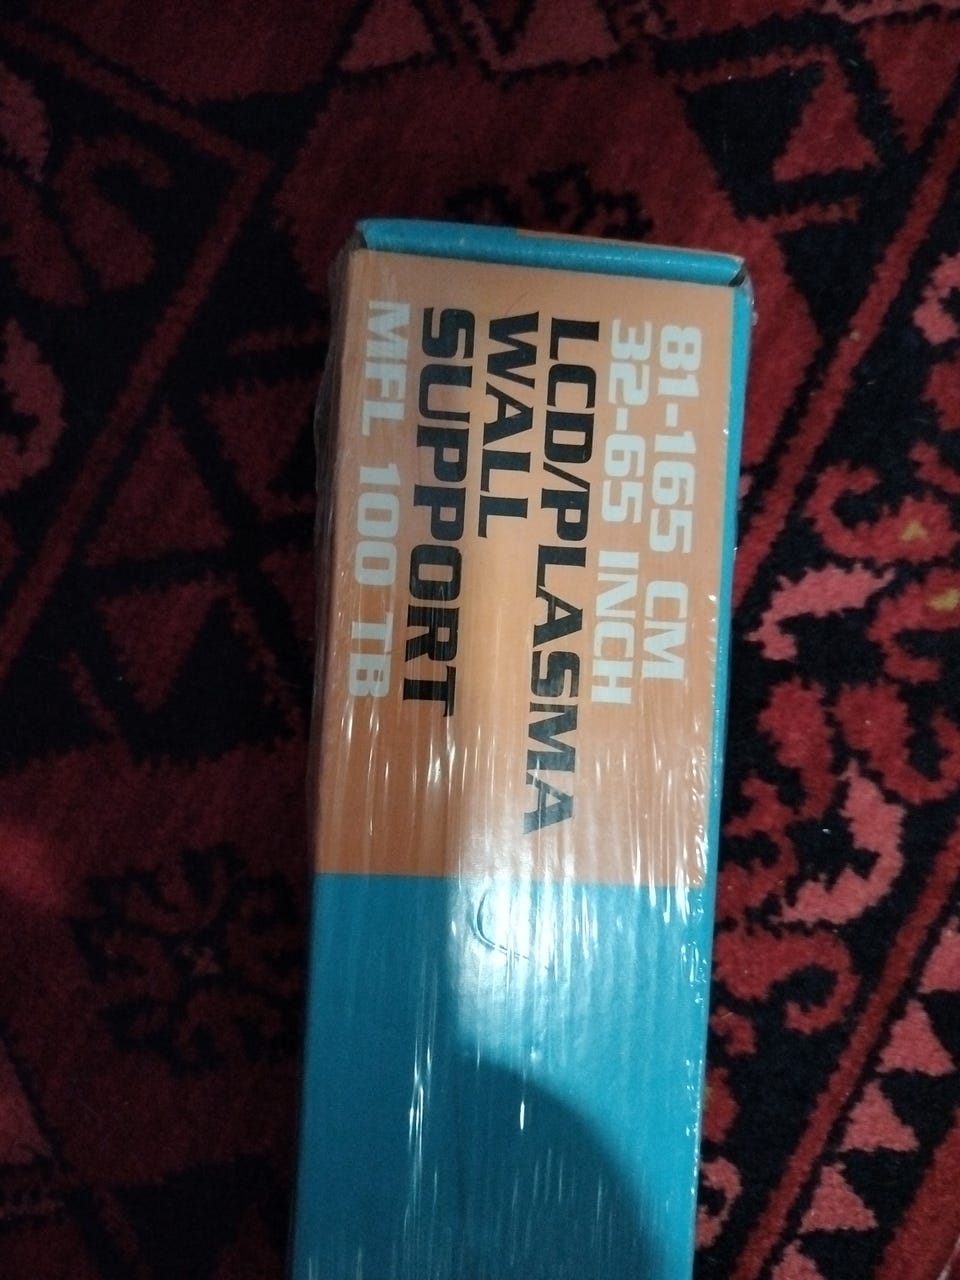 81-165 CM
32-65 INCH
LCD/PLASMA
WALL
SUPPORT
MFL 100 TB